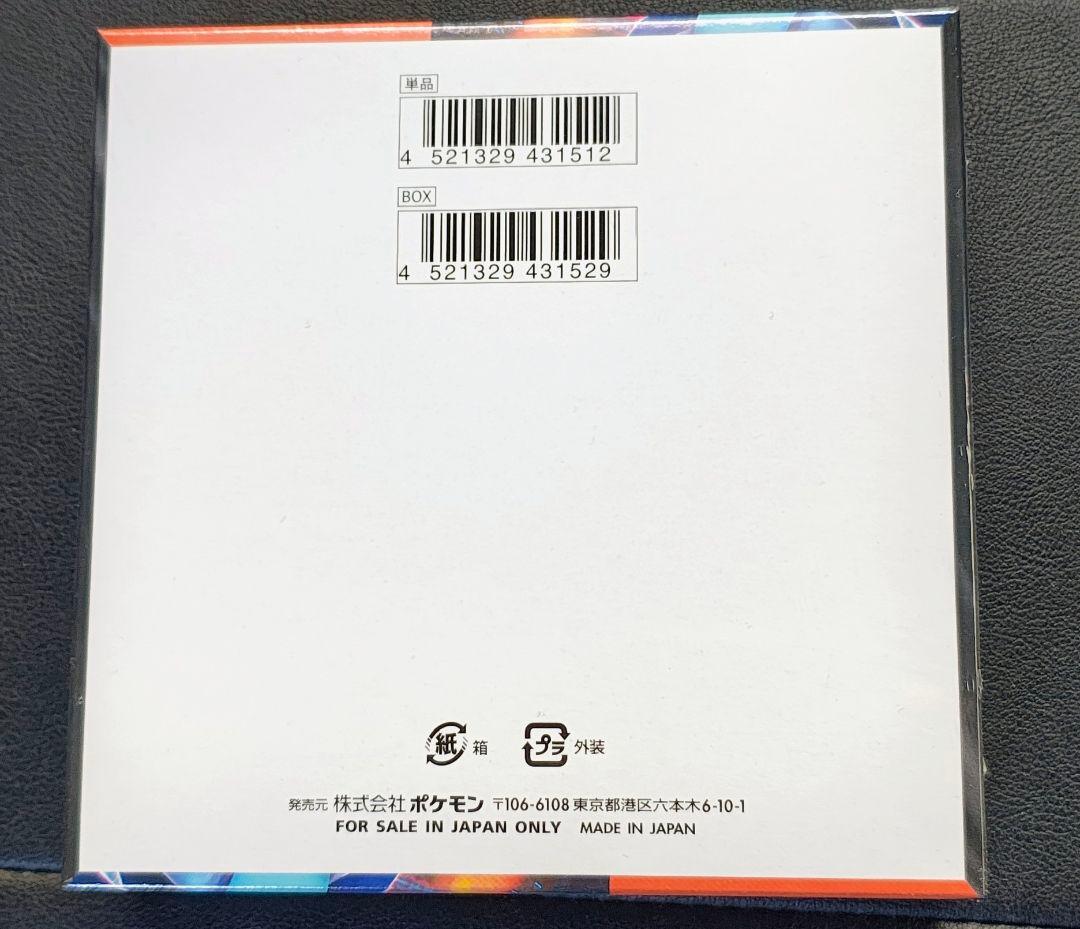 単品
4 521329 431512
BOX
4 521329 431529
紙 箱 プラ 外装
発売元 株式会社 ポケモン 〒106-6108 東京都港区六本木6-10-1
FOR SALE IN JAPAN ONLY MADE IN JAPAN